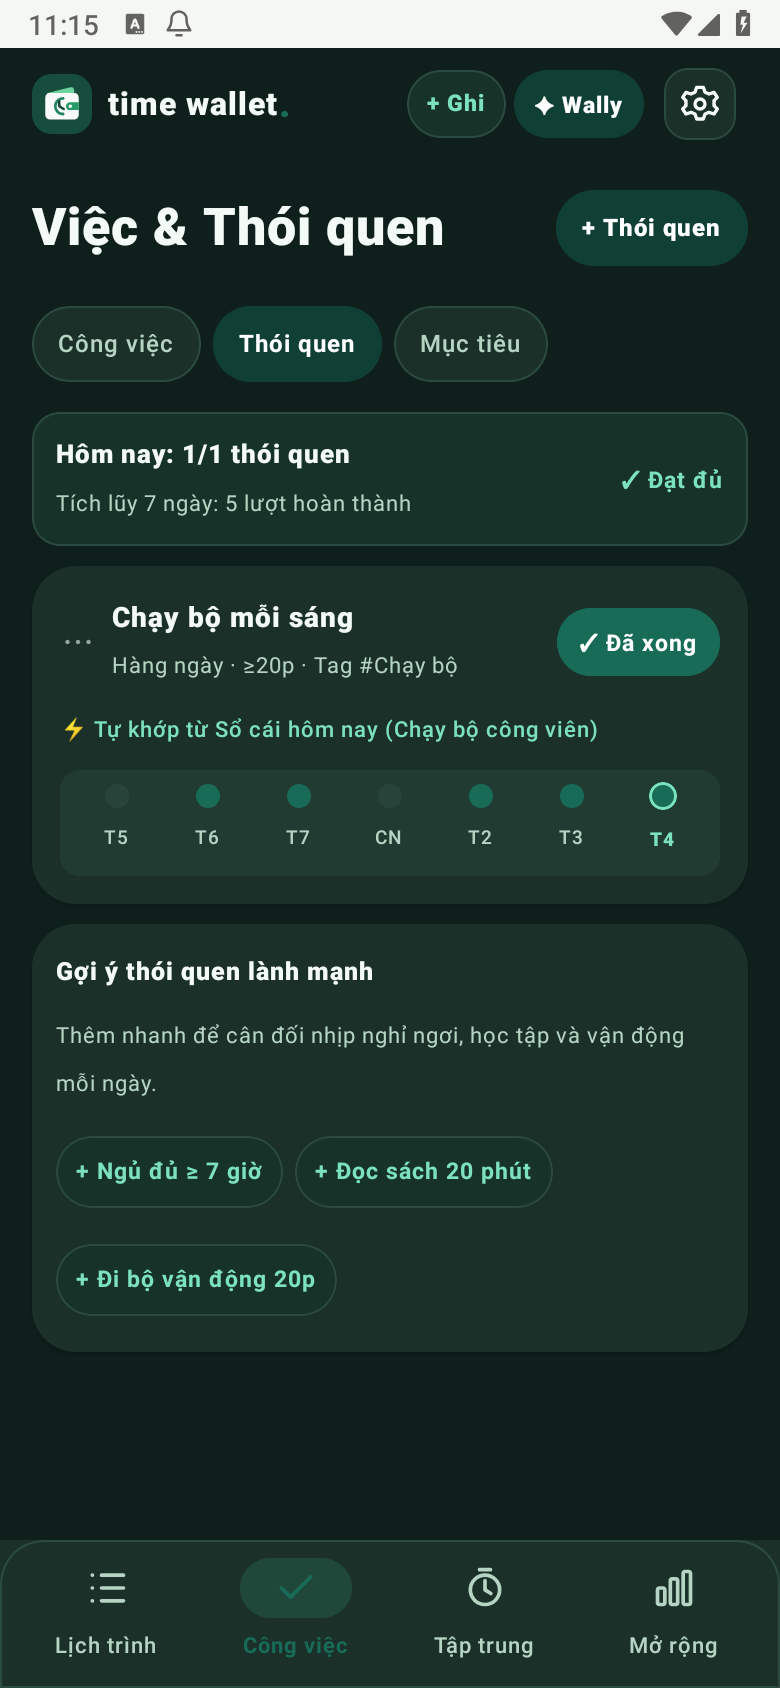 11:15
time wallet.
+ Ghi
Wally
Việc & Thói quen
+ Thói quen
Công việc
Thói quen
Mục tiêu
Hôm nay: 1/1 thói quen
Tích lũy 7 ngày: 5 lượt hoàn thành
✓ Đạt đủ
...
Chạy bộ mỗi sáng
Hàng ngày · ≥20p · Tag #Chạy bộ
✓ Đã xong
⚡ Tự khớp từ Sổ cái hôm nay (Chạy bộ công viên)
T5 T6 T7 CN T2 T3 T4
Gợi ý thói quen lành mạnh
Thêm nhanh để cân đối nhịp nghỉ ngơi, học tập và vận động
mỗi ngày.
+ Ngủ đủ ≥ 7 giờ
+ Đọc sách 20 phút
+ Đi bộ vận động 20p
Lịch trình
Công việc
Tập trung
Mở rộng